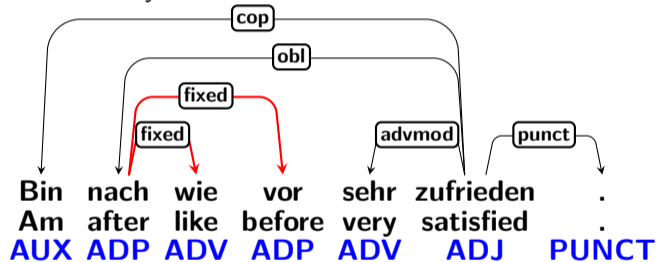 cop
obl
fixed
fixed advmod punct
Bin nach wie vor sehr zufrieden .
Am after like before very satisfied .
AUX ADP ADV ADP ADV ADJ PUNCT